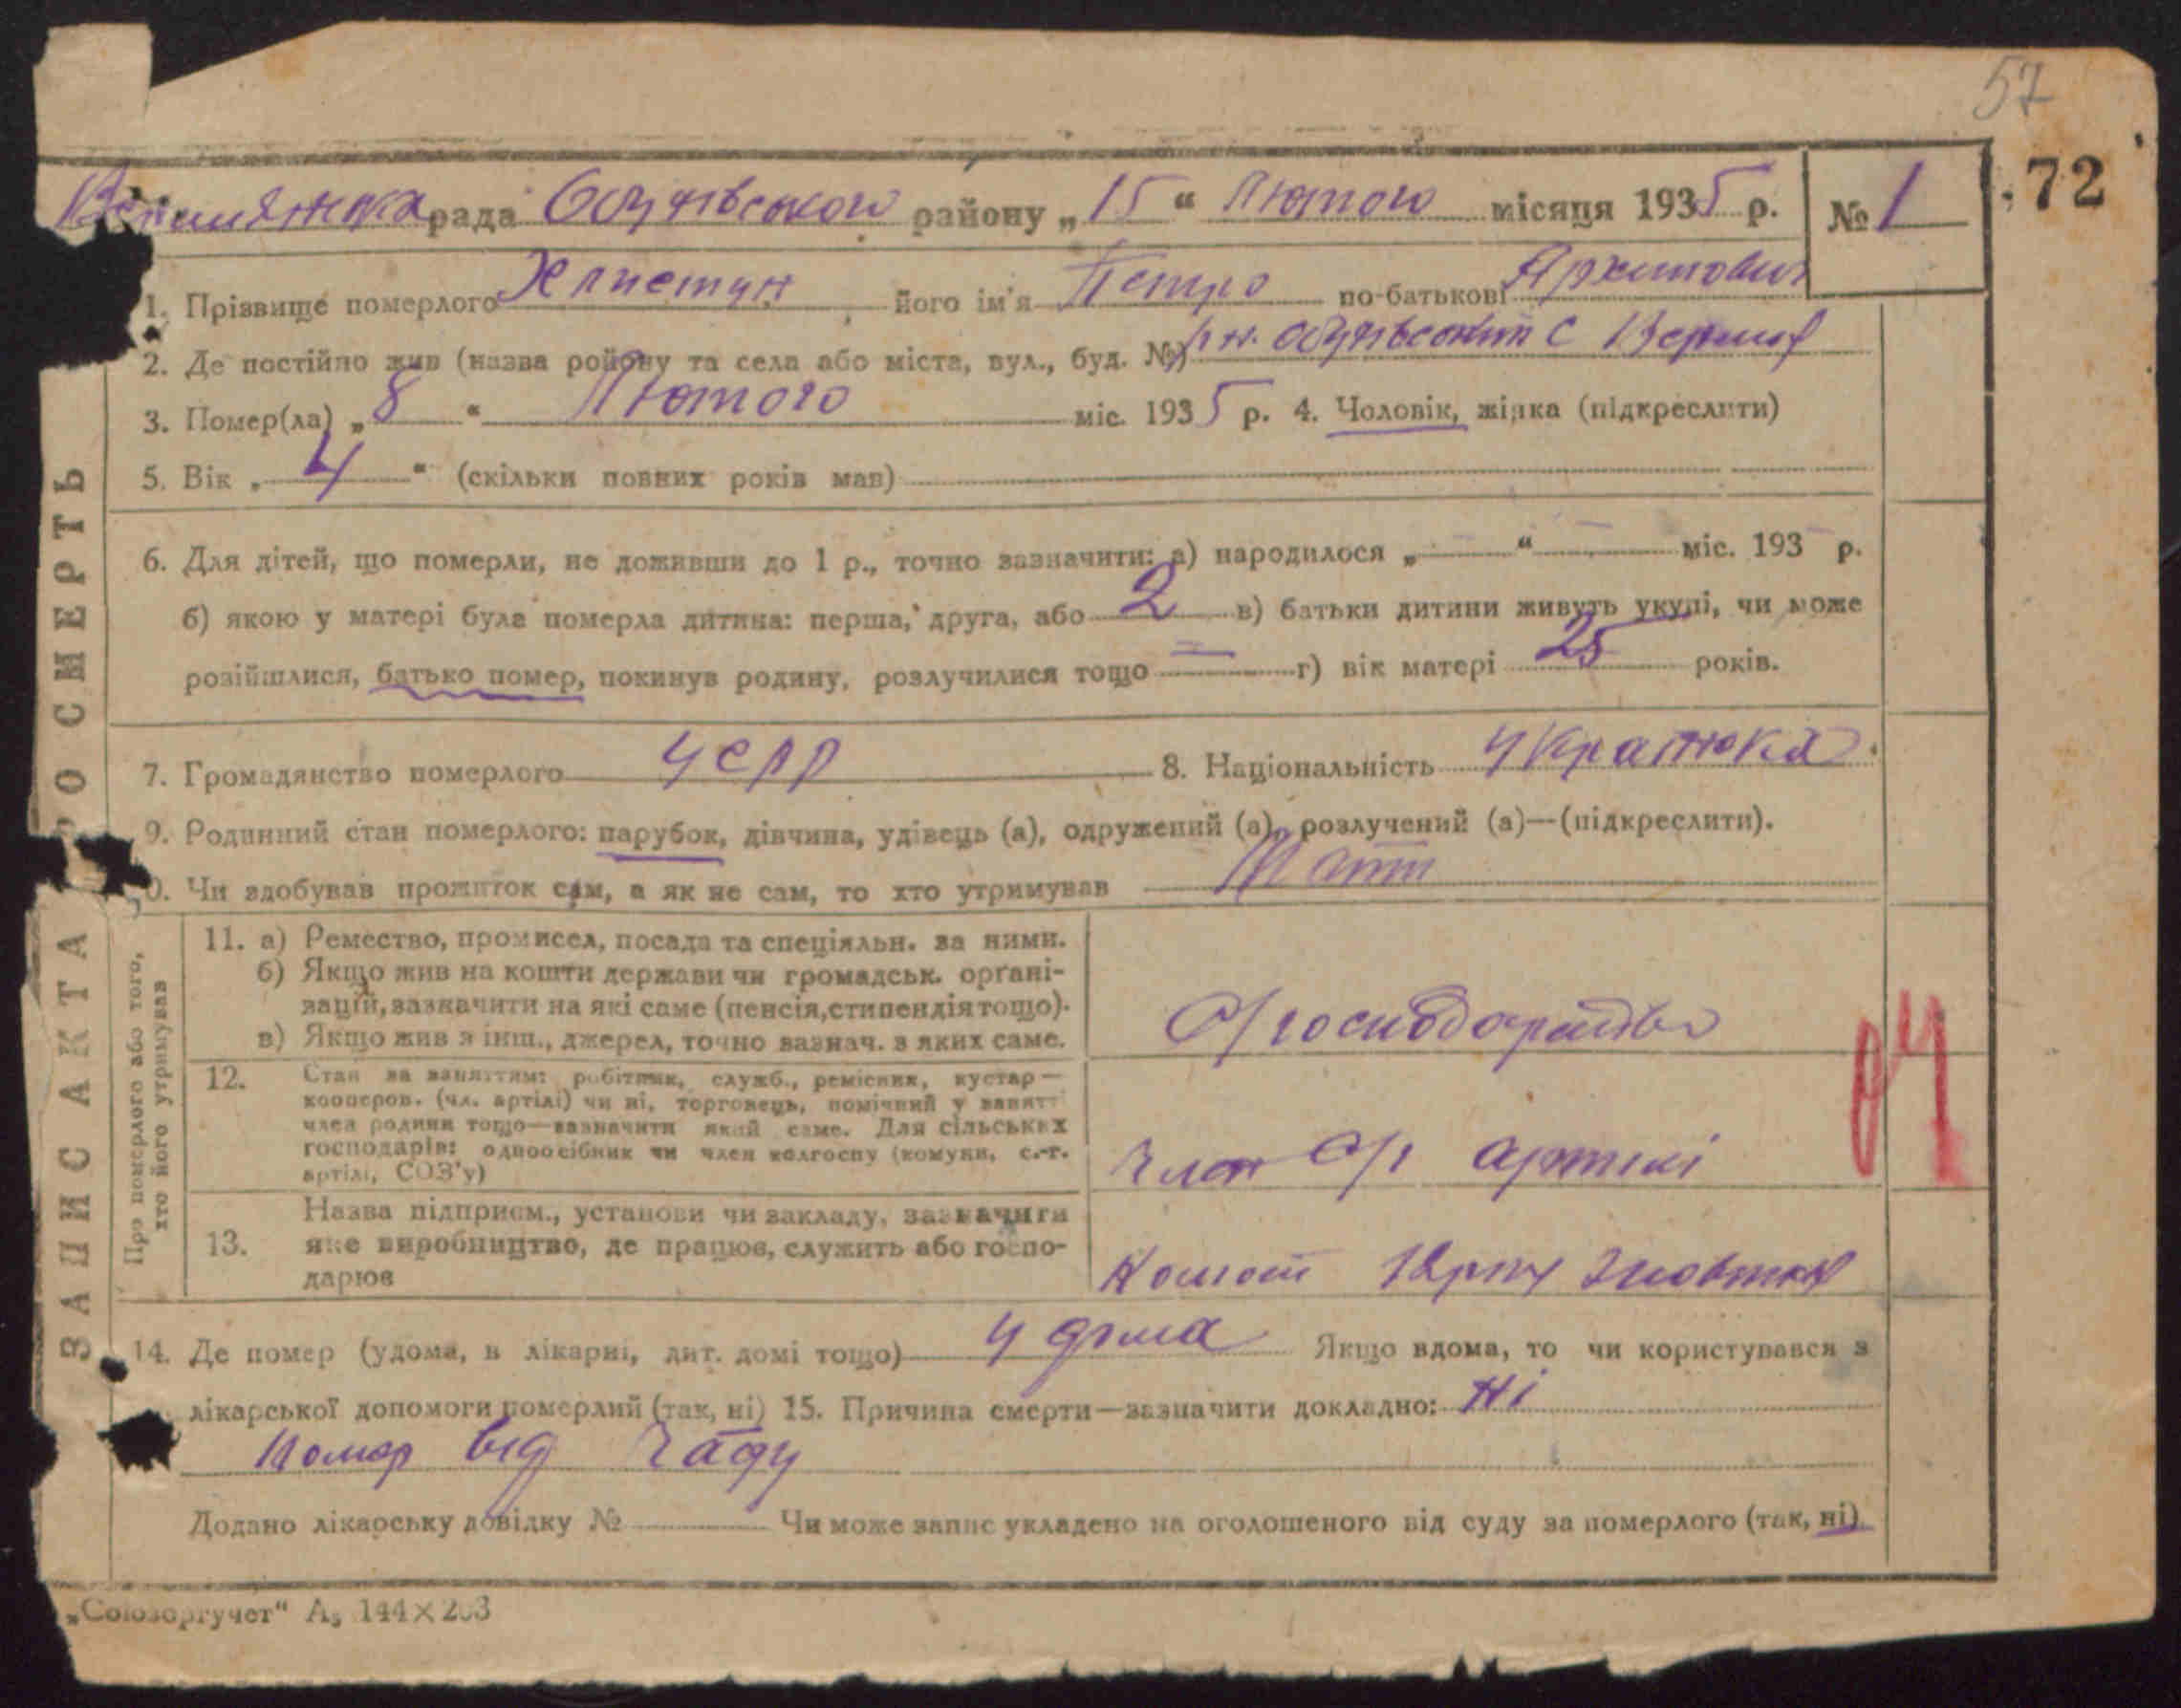 57
72
рада Обухівського району „15“ Лютого місяця 1935 р. № 1
1. Прізвище померлого Хлистун його ім'я Петро по-батькові Архипович
2. Де постійно жив (назва ройону та села або міста, вул., буд. №) р н. Обухівський С
3. Помер(ла) „8“ Лютого міс. 1935 р. 4. Чоловік, жінка (підкреслити)
5. Вік „4“ (скільки повних років мав)
6. Для дітей, що померли, не доживши до 1 р., точно зазначити: а) народилося „ “ міс. 193 р.
б) якою у матері була померла дитина: перша, друга, або 2 в) батьки дитини живуть укупі, чи може
розійшлися, батько помер, покинув родину, розлучилися тощо г) вік матері 25 років.
7. Громадянство померлого УСРР 8. Національність
9. Родинний стан померлого: парубок, дівчина, удівець (а), одружений (а), розлучений (а)—(підкреслити).
0. Чи здобував прожиток сам, а як не сам, то хто утримував Мати
ЗАПИС АКТА ПРО СМЕРТЬ
Про померлого або того,
хто його утримував
11. а) Ремество, промисел, посада та спеціяльн. за ними.
б) Якщо жив на кошти держави чи громадськ. орґані-
зацій, зазначити на які саме (пенсія, стипендія тощо).
в) Якщо жив з інш., джерел, точно зазнач. з яких саме.
С/господарство
12. Стан за заняттям: робітник, служб., ремісник, кустар—
кооперов. (чл. артілі) чи ні, торговець, помічний у занятті
член родини тощо—зазначити який саме. Для сільських
господарів: одноосібник чи член колгоспу (комуни, с.-г.
артілі, СОЗ'у)
Член С/г артілі
04
13. Назва підприєм., установи чи закладу, зазначити
яке виробництво, де працює, служить або госпо-
дарює
14. Де помер (удома, в лікарні, дит. домі тощо) У дома Якщо вдома, то чи користувався з
лікарської допомоги померлий (так, ні) 15. Причина смерти—зазначити докладно: Ні
Помер від Чаду
Додано лікарську довідку № Чи може запис укладено на оголошеного від суду за померлого (так, ні)
„Союзоргучет“ А₅ 144×203